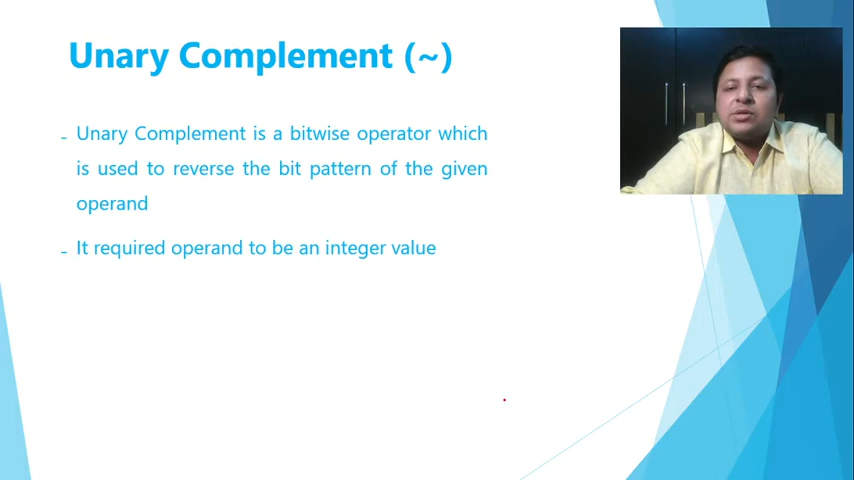 Unary Complement (~)
- Unary Complement is a bitwise operator which
is used to reverse the bit pattern of the given
operand
- It required operand to be an integer value